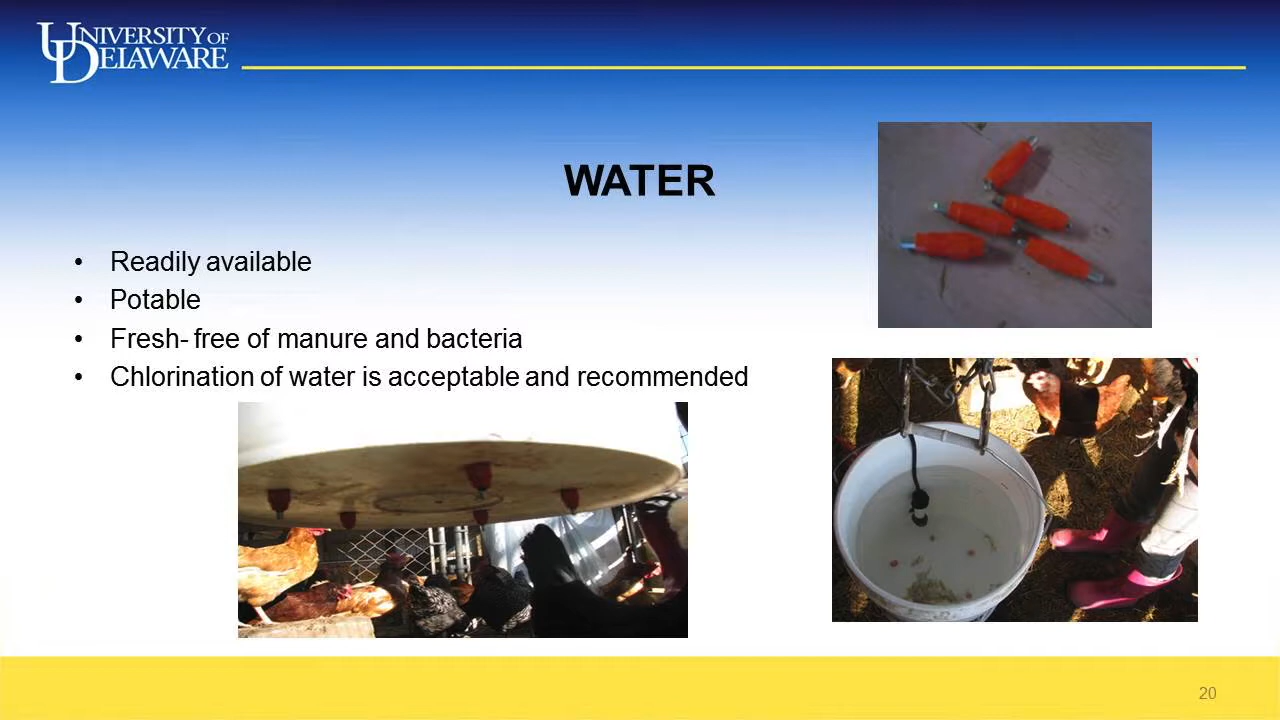 UNIVERSITY OF
DELAWARE
WATER
• Readily available
• Potable
• Fresh- free of manure and bacteria
• Chlorination of water is acceptable and recommended
20